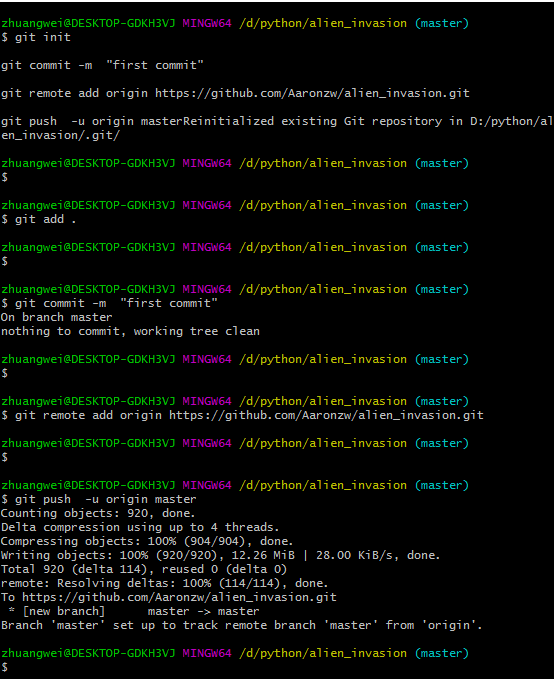 zhuangwei@DESKTOP-GDKH3VJ MINGW64 /d/python/alien_invasion (master)
$ git init
git commit -m  "first commit"
git remote add origin https://github.com/Aaronzw/alien_invasion.git
git push  -u origin masterReinitialized existing Git repository in D:/python/ali
en_invasion/.git/
zhuangwei@DESKTOP-GDKH3VJ MINGW64 /d/python/alien_invasion (master)
$
zhuangwei@DESKTOP-GDKH3VJ MINGW64 /d/python/alien_invasion (master)
$ git add .
zhuangwei@DESKTOP-GDKH3VJ MINGW64 /d/python/alien_invasion (master)
$
zhuangwei@DESKTOP-GDKH3VJ MINGW64 /d/python/alien_invasion (master)
$ git commit -m  "first commit"
On branch master
nothing to commit, working tree clean
zhuangwei@DESKTOP-GDKH3VJ MINGW64 /d/python/alien_invasion (master)
$
zhuangwei@DESKTOP-GDKH3VJ MINGW64 /d/python/alien_invasion (master)
$ git remote add origin https://github.com/Aaronzw/alien_invasion.git
zhuangwei@DESKTOP-GDKH3VJ MINGW64 /d/python/alien_invasion (master)
$
zhuangwei@DESKTOP-GDKH3VJ MINGW64 /d/python/alien_invasion (master)
$ git push  -u origin master
Counting objects: 920, done.
Delta compression using up to 4 threads.
Compressing objects: 100% (904/904), done.
Writing objects: 100% (920/920), 12.26 MiB | 28.00 KiB/s, done.
Total 920 (delta 114), reused 0 (delta 0)
remote: Resolving deltas: 100% (114/114), done.
To https://github.com/Aaronzw/alien_invasion.git
 * [new branch]      master -> master
Branch 'master' set up to track remote branch 'master' from 'origin'.
zhuangwei@DESKTOP-GDKH3VJ MINGW64 /d/python/alien_invasion (master)
$